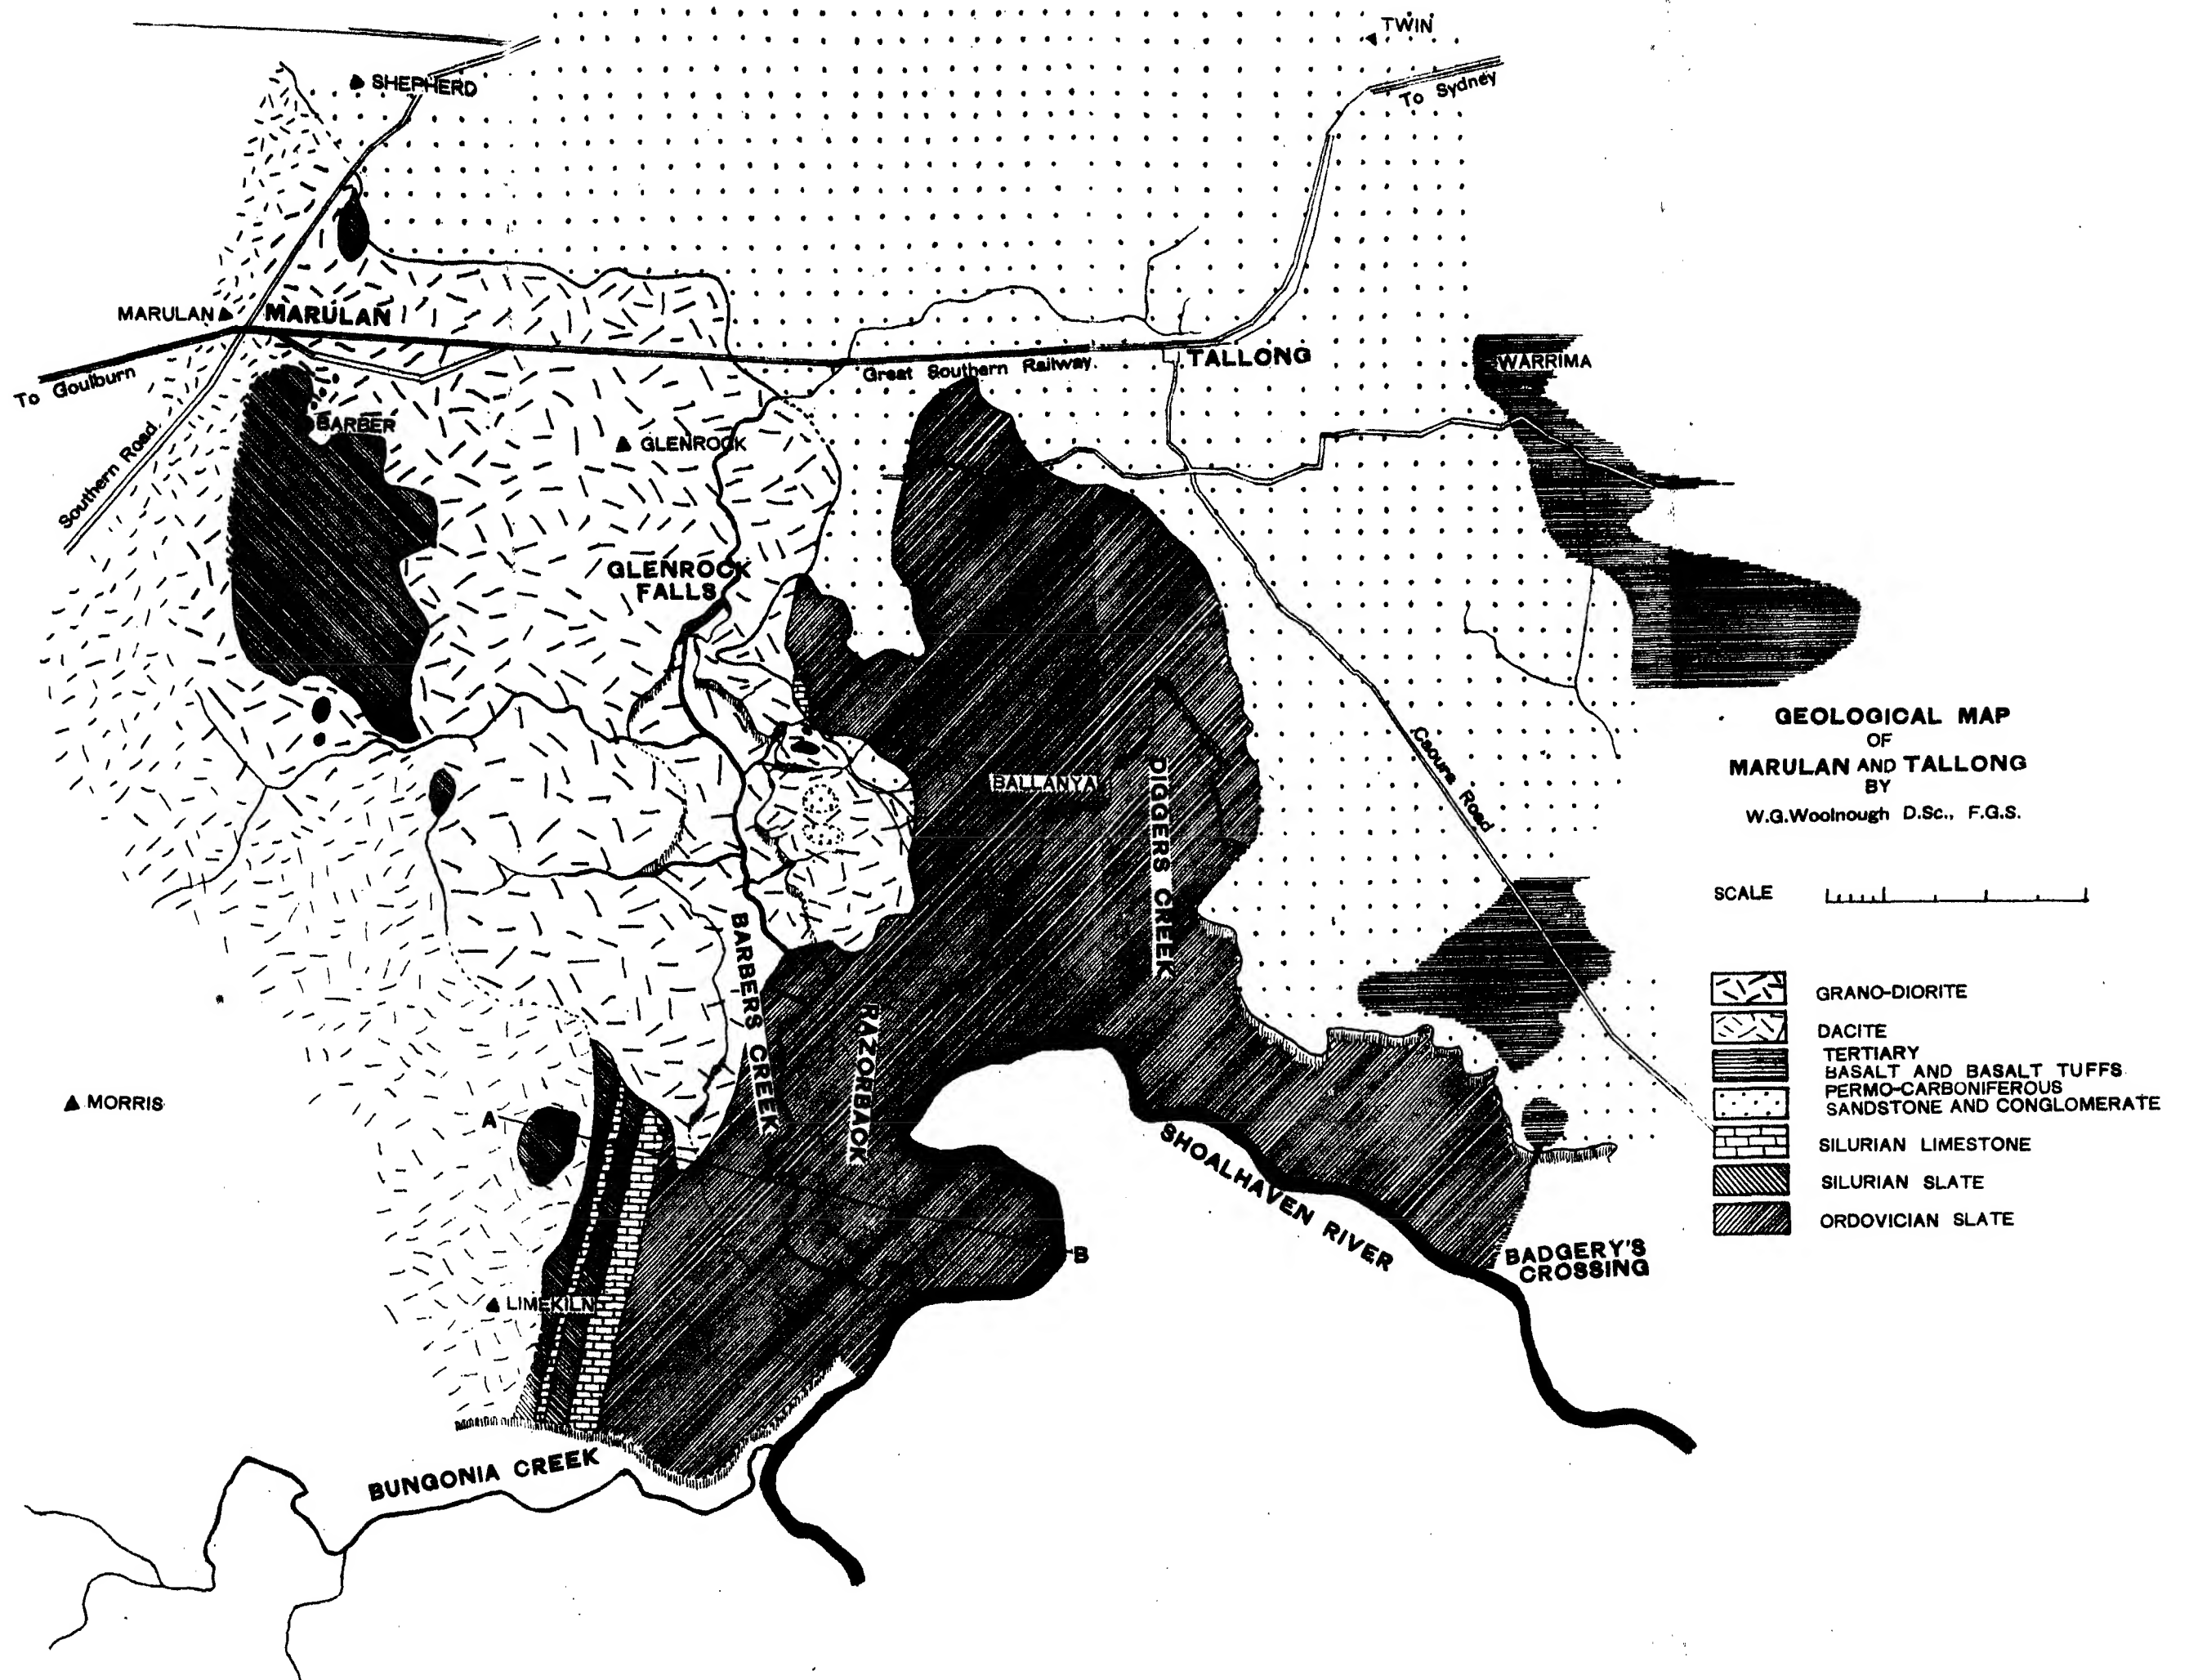 TWIN
SHEPHERD
To Sydney
MARULAN
MARULAN
TALLONG
WARRIMA
To Goulburn
Great Southern Railway.
BARBER
GLENROCK
Southern Road
GLENROCK
FALLS
GEOLOGICAL MAP
OF
MARULAN AND TALLONG
BY
W.G.Woolnough D.Sc., F.G.S.
BALLANYA
DIGGERS CREEK
Caoura Road
SCALE
BARBERS CREEK
RAZORBACK
GRANO-DIORITE
DACITE
TERTIARY
BASALT AND BASALT TUFFS
PERMO-CARBONIFEROUS
SANDSTONE AND CONGLOMERATE
SILURIAN LIMESTONE
SILURIAN SLATE
ORDOVICIAN SLATE
MORRIS
A
SHOALHAVEN RIVER
B
BADGERY'S
CROSSING
LIMEKILN
BUNGONIA CREEK